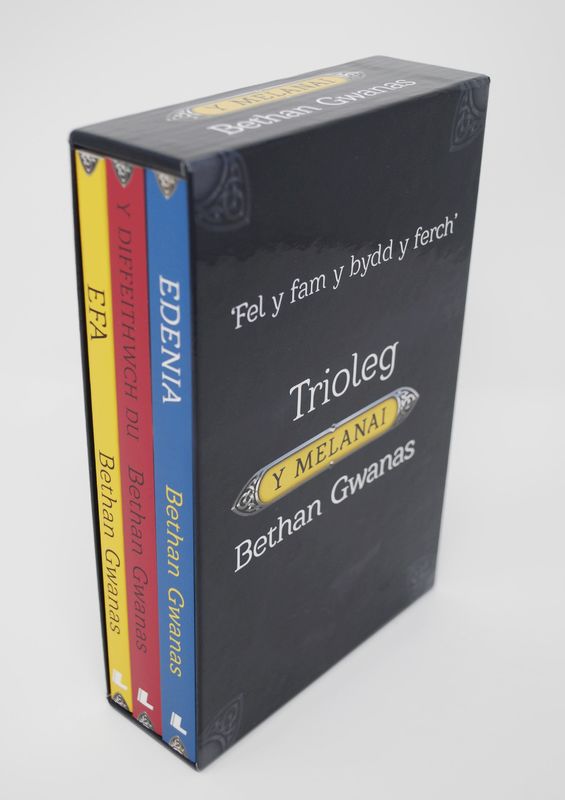 Y MELANAI
Bethan Gwanas
'Fel y fam y bydd y ferch'
Trioleg
Y MELANAI
Bethan Gwanas
EFA Bethan Gwanas
Y DIFFEITHWCH DU Bethan Gwanas
EDENIA Bethan Gwanas